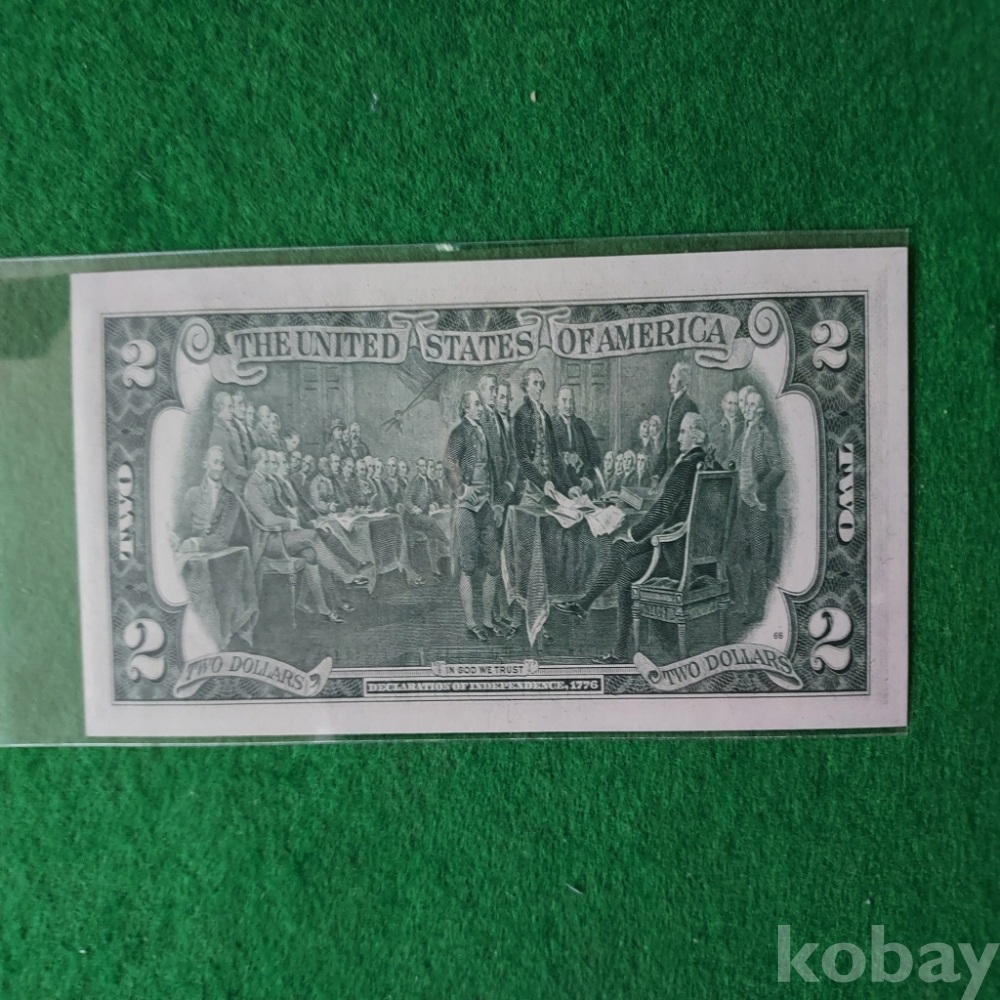 THE UNITED STATES OF AMERICA
2
2
TWO
TWO
2
2
TWO DOLLARS
IN GOD WE TRUST
TWO DOLLARS
66
DECLARATION OF INDEPENDENCE, 1776
kobay